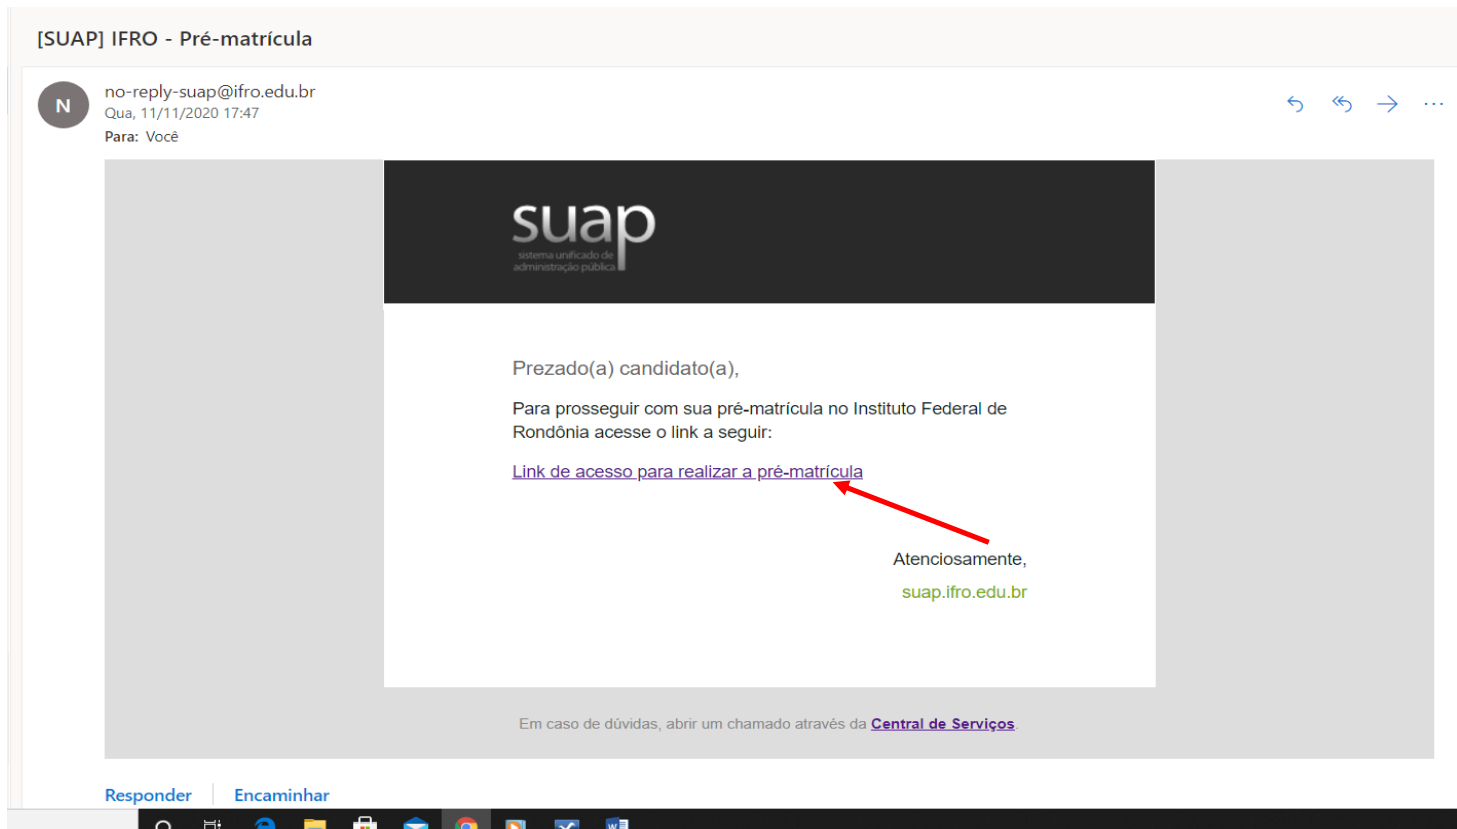 [SUAP] IFRO - Pré-matrícula
N
no-reply-suap@ifro.edu.br
Qua, 11/11/2020 17:47
Para: Você
suap
sistema unificado de
administração pública
Prezado(a) candidato(a),
Para prosseguir com sua pré-matrícula no Instituto Federal de
Rondônia acesse o link a seguir:
Link de acesso para realizar a pré-matrícula
Atenciosamente,
suap.ifro.edu.br
Em caso de dúvidas, abrir um chamado através da Central de Serviços.
Responder
Encaminhar